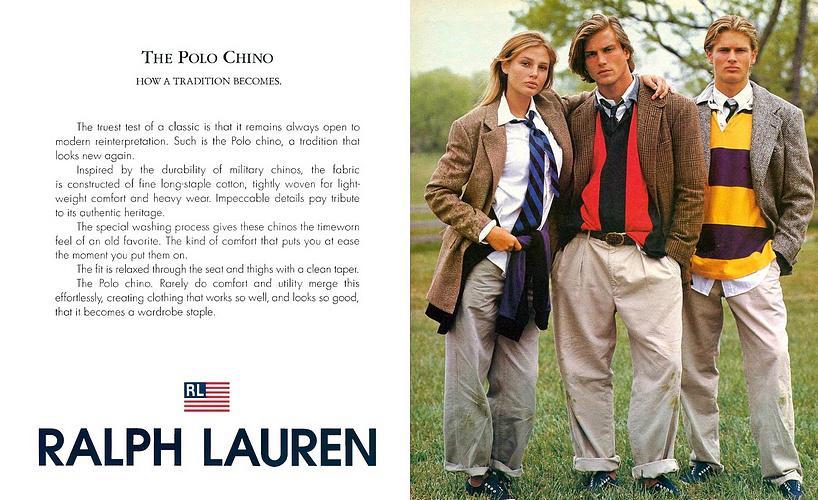 THE POLO CHINO
HOW A TRADITION BECOMES.
The truest test of a classic is that it remains always open to
modern reinterpretation. Such is the Polo chino, a tradition that
looks new again.
Inspired by the durability of military chinos, the fabric
is constructed of fine long-staple cotton, tightly woven for light-
weight comfort and heavy wear. Impeccable details pay tribute
to its authentic heritage.
The special washing process gives these chinos the timeworn
feel of an old favorite. The kind of comfort that puts you at ease
the moment you put them on.
The fit is relaxed through the seat and thighs with a clean taper.
The Polo chino. Rarely do comfort and utility merge this
effortlessly, creating clothing that works so well, and looks so good,
that it becomes a wardrobe staple.
RL
RALPH LAUREN